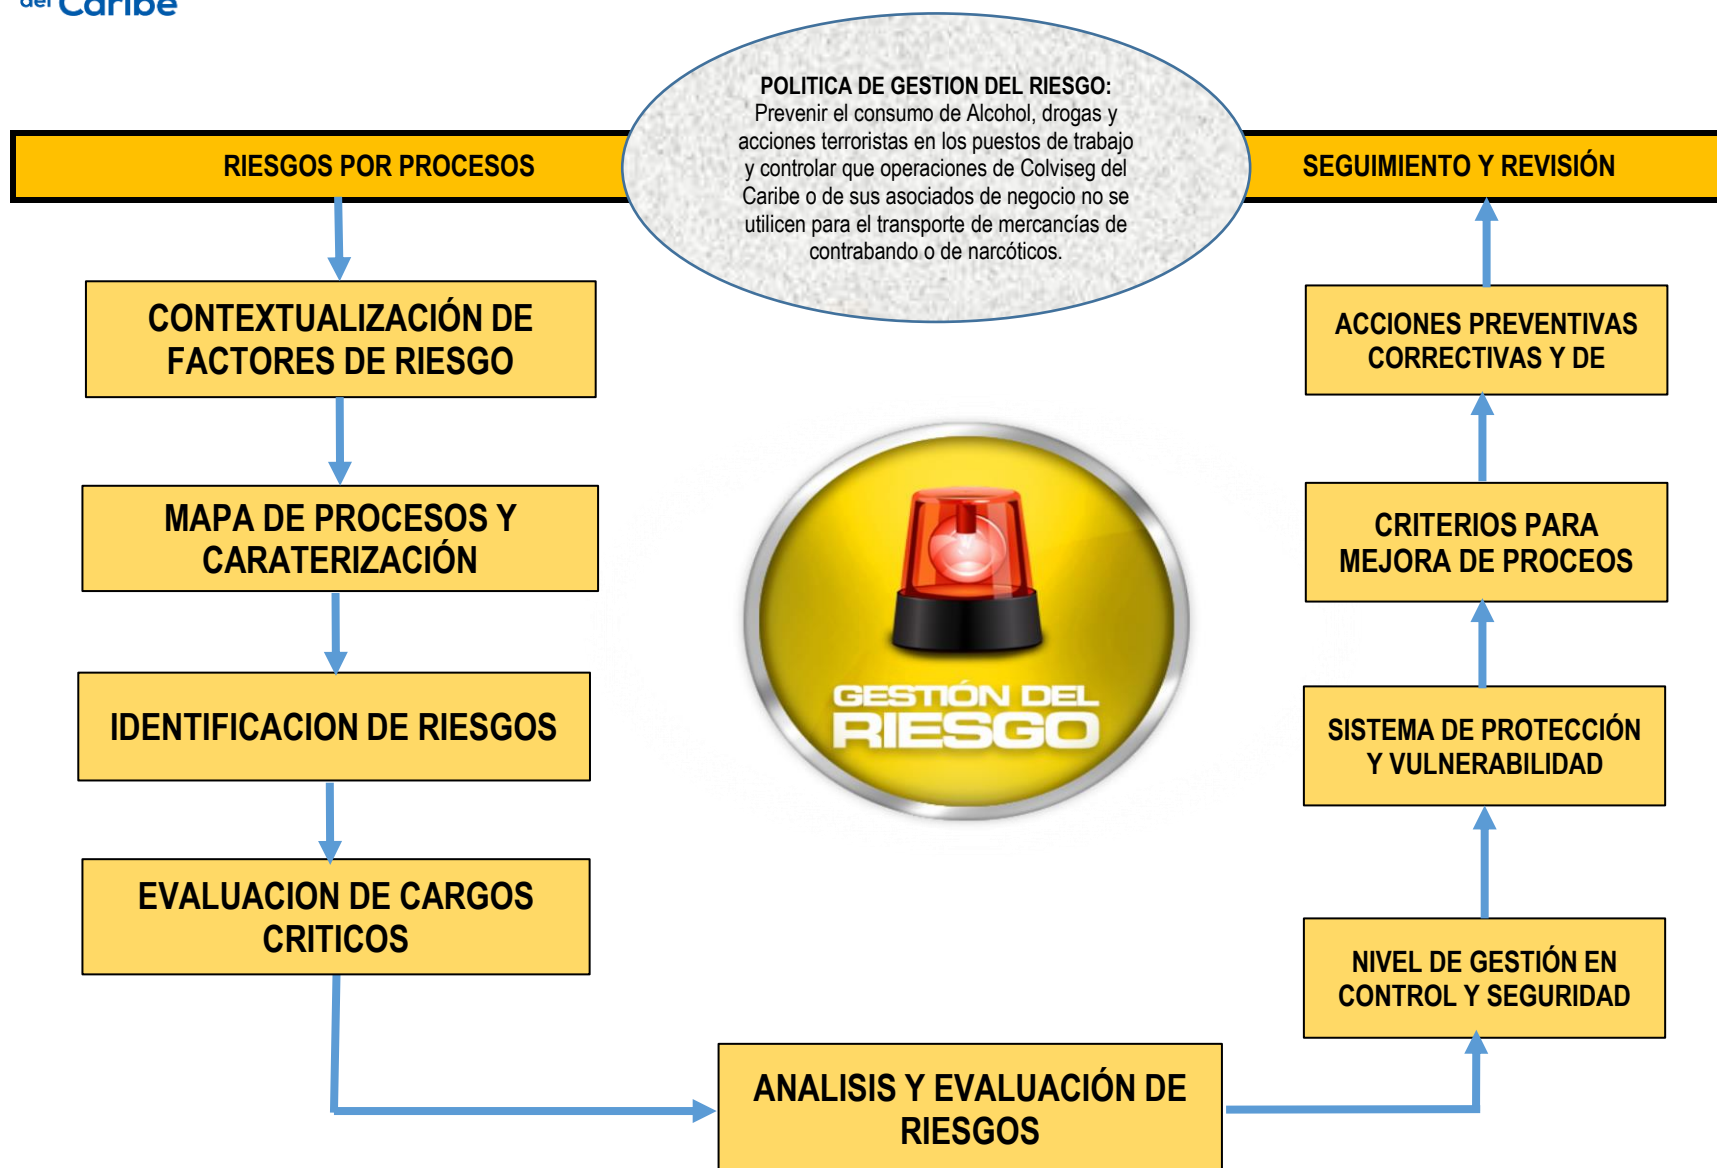 del Caribe
POLITICA DE GESTION DEL RIESGO:
Prevenir el consumo de Alcohol, drogas y
acciones terroristas en los puestos de trabajo
y controlar que operaciones de Colviseg del
Caribe o de sus asociados de negocio no se
utilicen para el transporte de mercancías de
contrabando o de narcóticos.
RIESGOS POR PROCESOS
SEGUIMIENTO Y REVISIÓN
CONTEXTUALIZACIÓN DE
FACTORES DE RIESGO
MAPA DE PROCESOS Y
CARATERIZACIÓN
IDENTIFICACION DE RIESGOS
EVALUACION DE CARGOS
CRITICOS
ANALISIS Y EVALUACIÓN DE
RIESGOS
NIVEL DE GESTIÓN EN
CONTROL Y SEGURIDAD
SISTEMA DE PROTECCIÓN
Y VULNERABILIDAD
CRITERIOS PARA
MEJORA DE PROCEOS
ACCIONES PREVENTIVAS
CORRECTIVAS Y DE
GESTIÓN DEL
RIESGO